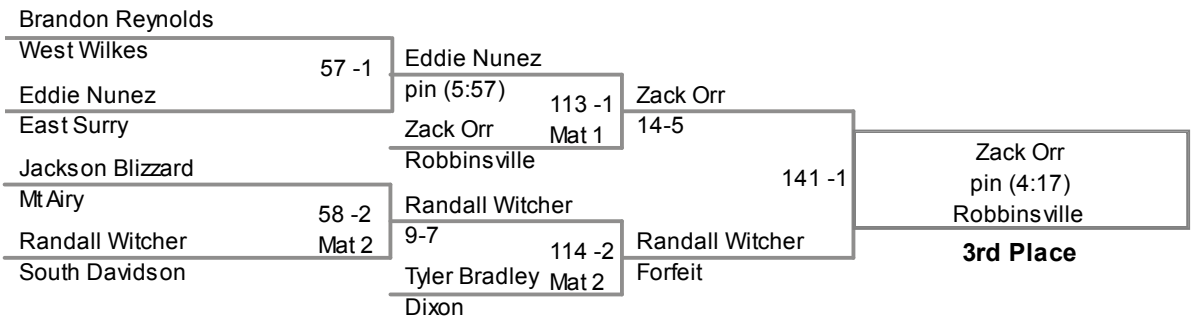 Brandon Reynolds
West Wilkes
57 -1
Eddie Nunez
East Surry
Jackson Blizzard
Mt Airy
58 -2
Mat 2
Randall Witcher
South Davidson
Eddie Nunez
pin (5:57)
113 -1
Mat 1
Zack Orr
Robbinsville
Randall Witcher
9-7
114 -2
Mat 2
Tyler Bradley
Dixon
Zack Orr
14-5
141 -1
Randall Witcher
Forfeit
Zack Orr
pin (4:17)
Robbinsville
3rd Place